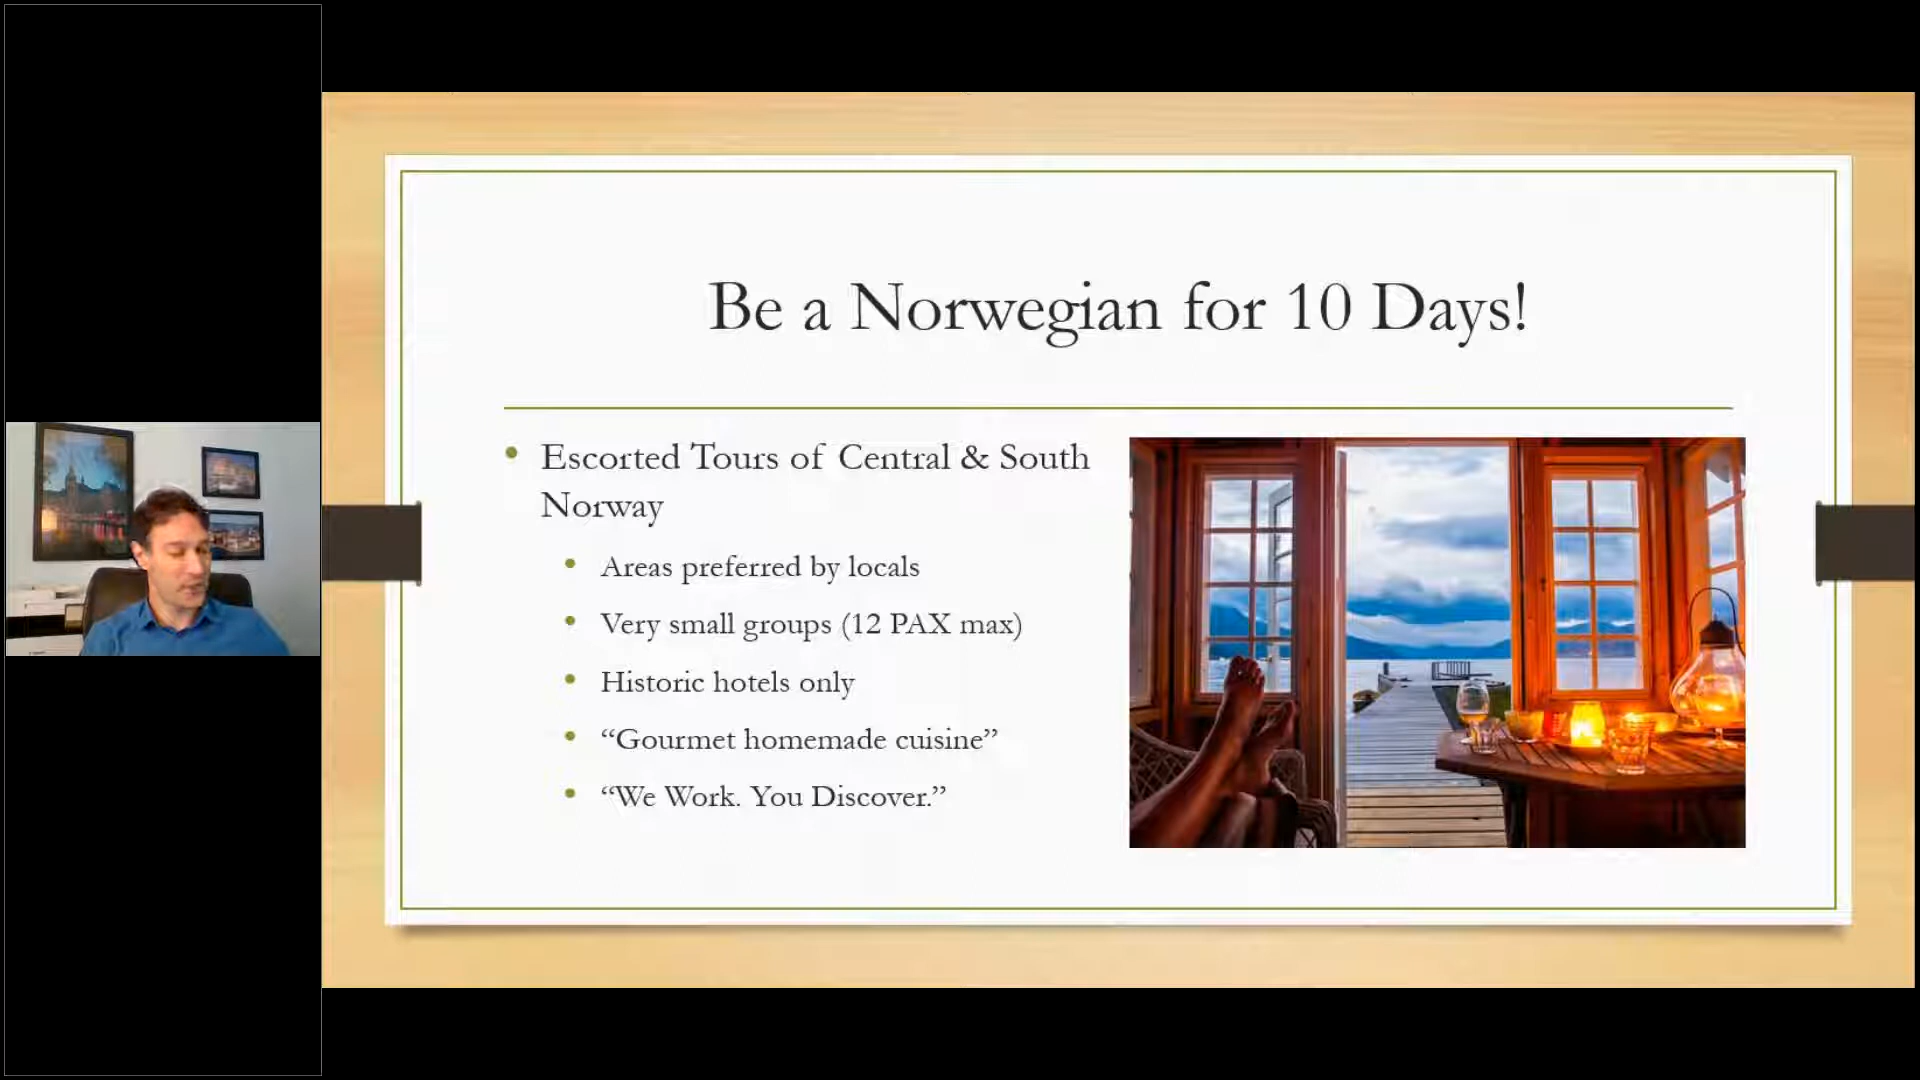 Be a Norwegian for 10 Days!
Escorted Tours of Central & South
Norway
Areas preferred by locals
Very small groups (12 PAX max)
Historic hotels only
“Gourmet homemade cuisine”
“We Work. You Discover.”